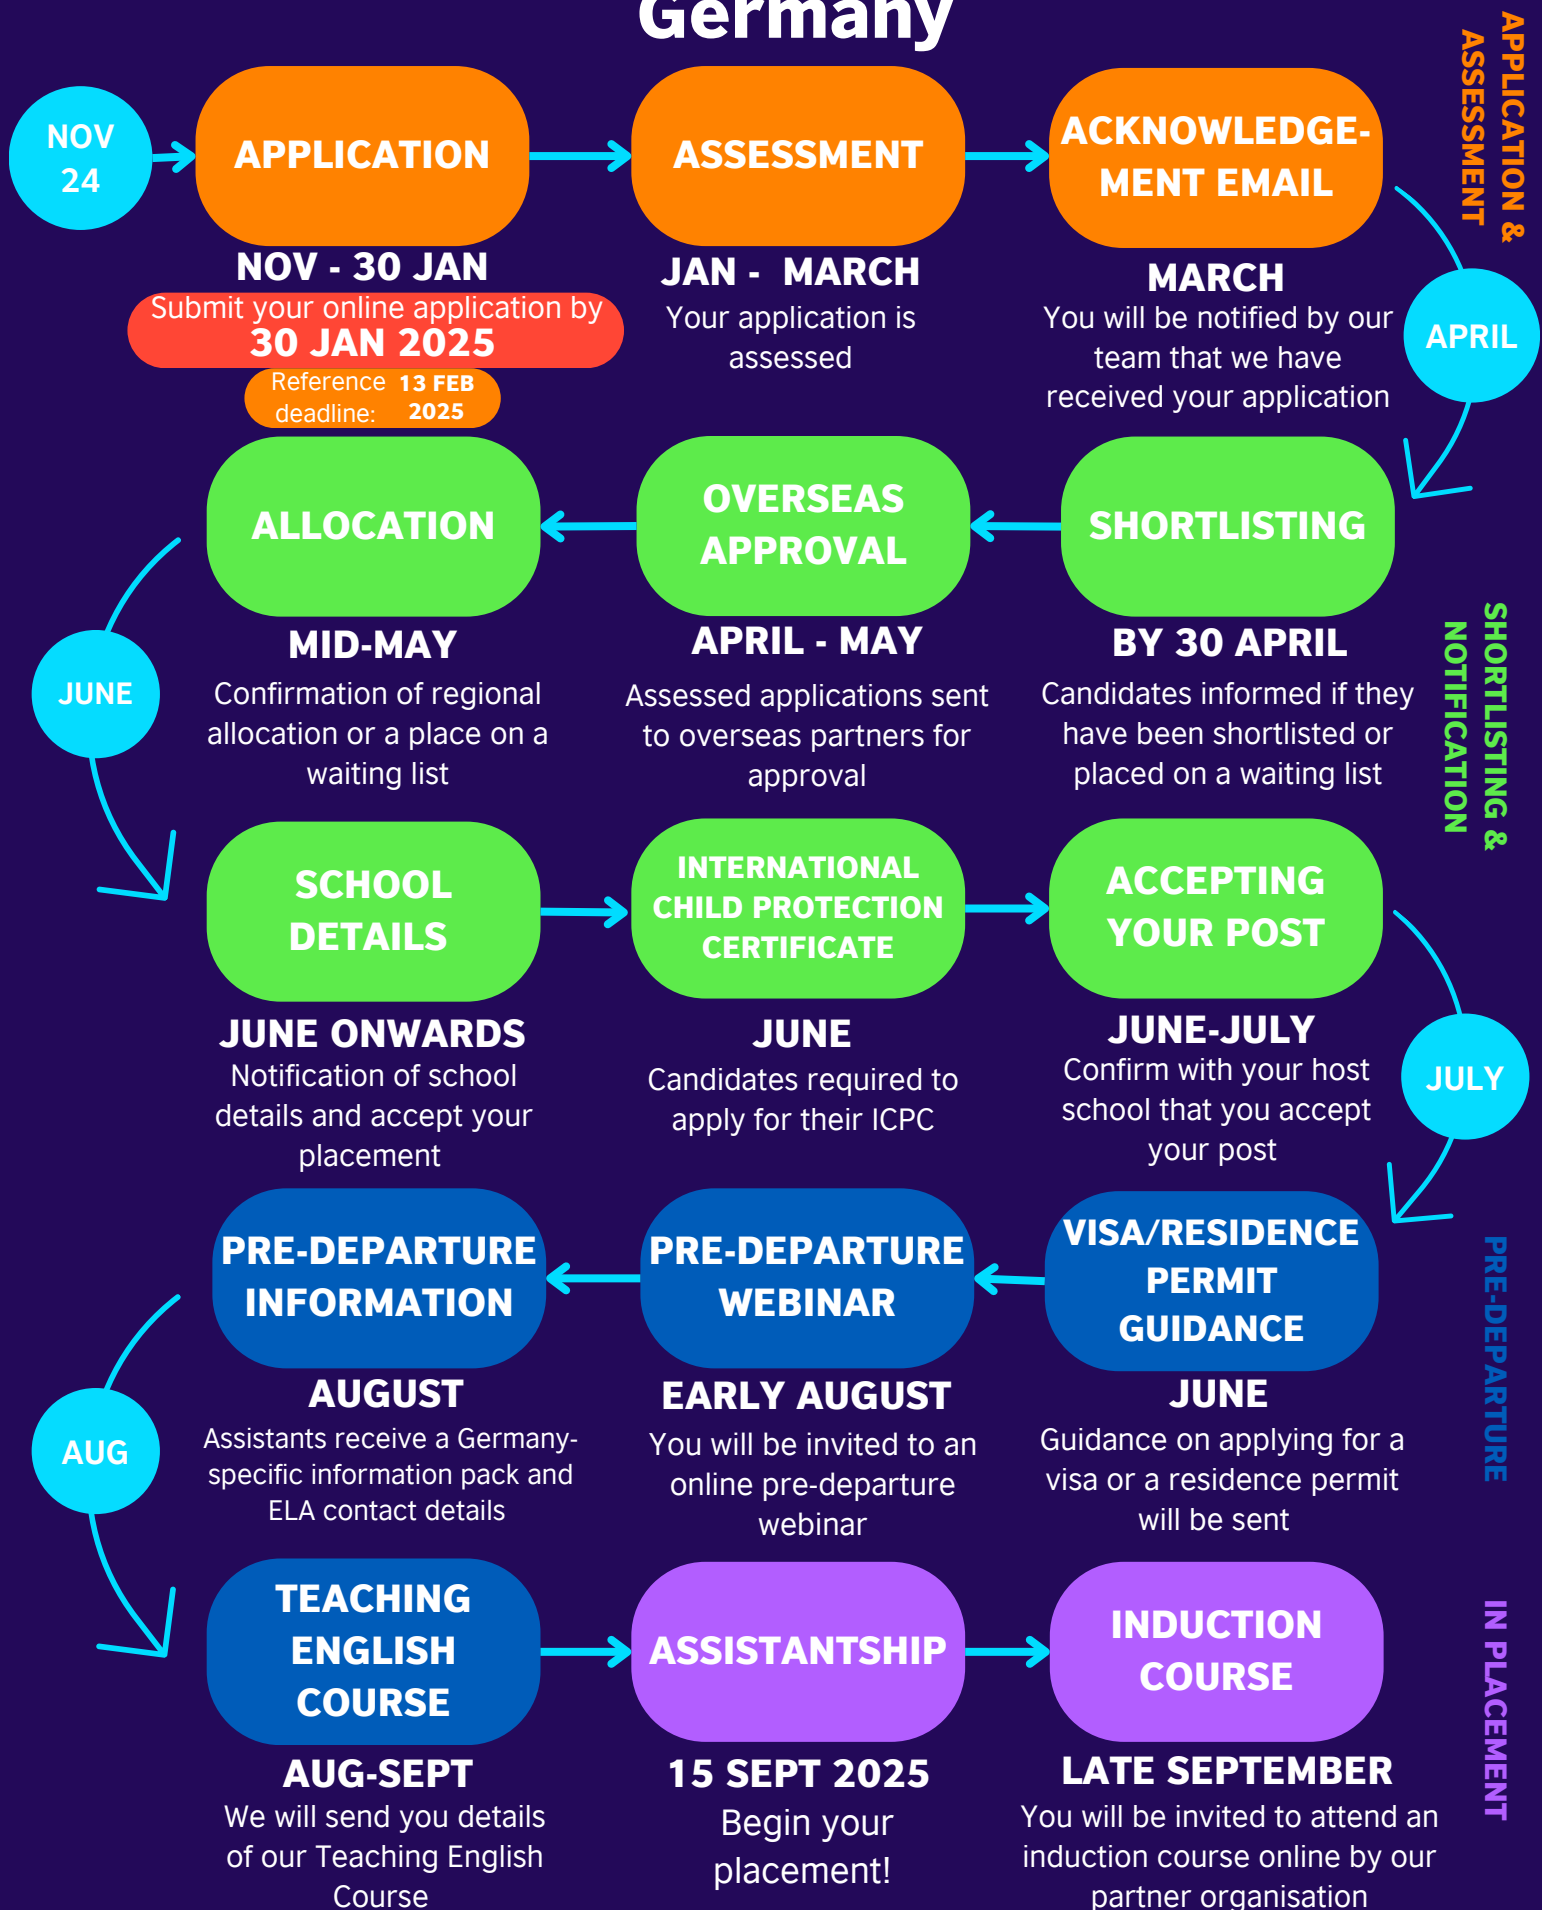 Germany
NOV
24
APPLICATION
NOV - 30 JAN
Submit your online application by
30 JAN 2025
Reference
deadline:
13 FEB
2025
ASSESSMENT
JAN - MARCH
Your application is
assessed
ACKNOWLEDGE-
MENT EMAIL
MARCH
You will be notified by our
team that we have
received your application
APPLICATION &
ASSESSMENT
APRIL
SHORTLISTING
BY 30 APRIL
Candidates informed if they
have been shortlisted or
placed on a waiting list
OVERSEAS
APPROVAL
APRIL - MAY
Assessed applications sent
to overseas partners for
approval
ALLOCATION
MID-MAY
Confirmation of regional
allocation or a place on a
waiting list
SHORTLISTING &
NOTIFICATION
JUNE
SCHOOL
DETAILS
JUNE ONWARDS
Notification of school
details and accept your
placement
INTERNATIONAL
CHILD PROTECTION
CERTIFICATE
JUNE
Candidates required to
apply for their ICPC
ACCEPTING
YOUR POST
JUNE-JULY
Confirm with your host
school that you accept
your post
JULY
VISA/RESIDENCE
PERMIT
GUIDANCE
JUNE
Guidance on applying for a
visa or a residence permit
will be sent
PRE-DEPARTURE
WEBINAR
EARLY AUGUST
You will be invited to an
online pre-departure
webinar
PRE-DEPARTURE
INFORMATION
AUGUST
Assistants receive a Germany-
specific information pack and
ELA contact details
PRE-DEPARTURE
AUG
TEACHING
ENGLISH
COURSE
AUG-SEPT
We will send you details
of our Teaching English
Course
ASSISTANTSHIP
15 SEPT 2025
Begin your
placement!
INDUCTION
COURSE
LATE SEPTEMBER
You will be invited to attend an
induction course online by our
partner organisation
IN PLACEMENT